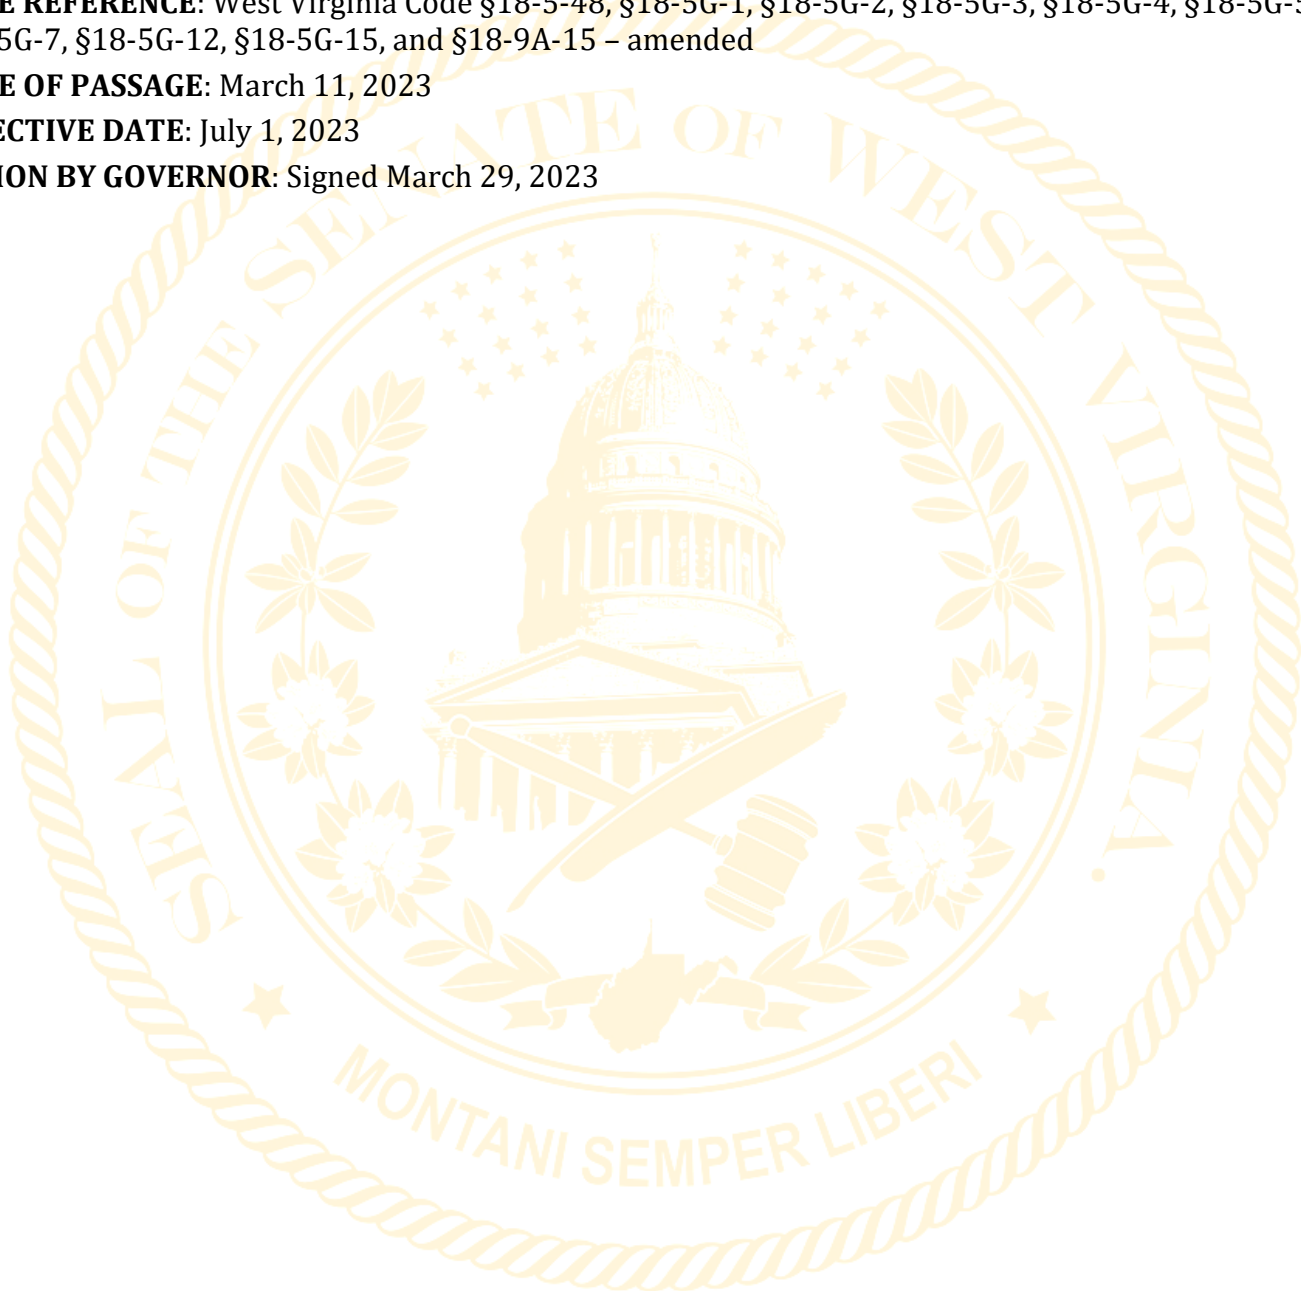 E REFERENCE: West Virginia Code §18-5-48, §18-5G-1, §18-5G-2, §18-5G-3, §18-5G-4, §18-5G-5
5G-7, §18-5G-12, §18-5G-15, and §18-9A-15 – amended
E OF PASSAGE: March 11, 2023
ECTIVE DATE: July 1, 2023
ION BY GOVERNOR: Signed March 29, 2023
SEAL OF THE SENATE OF WEST VIRGINIA.
MONTANI SEMPER LIBERI